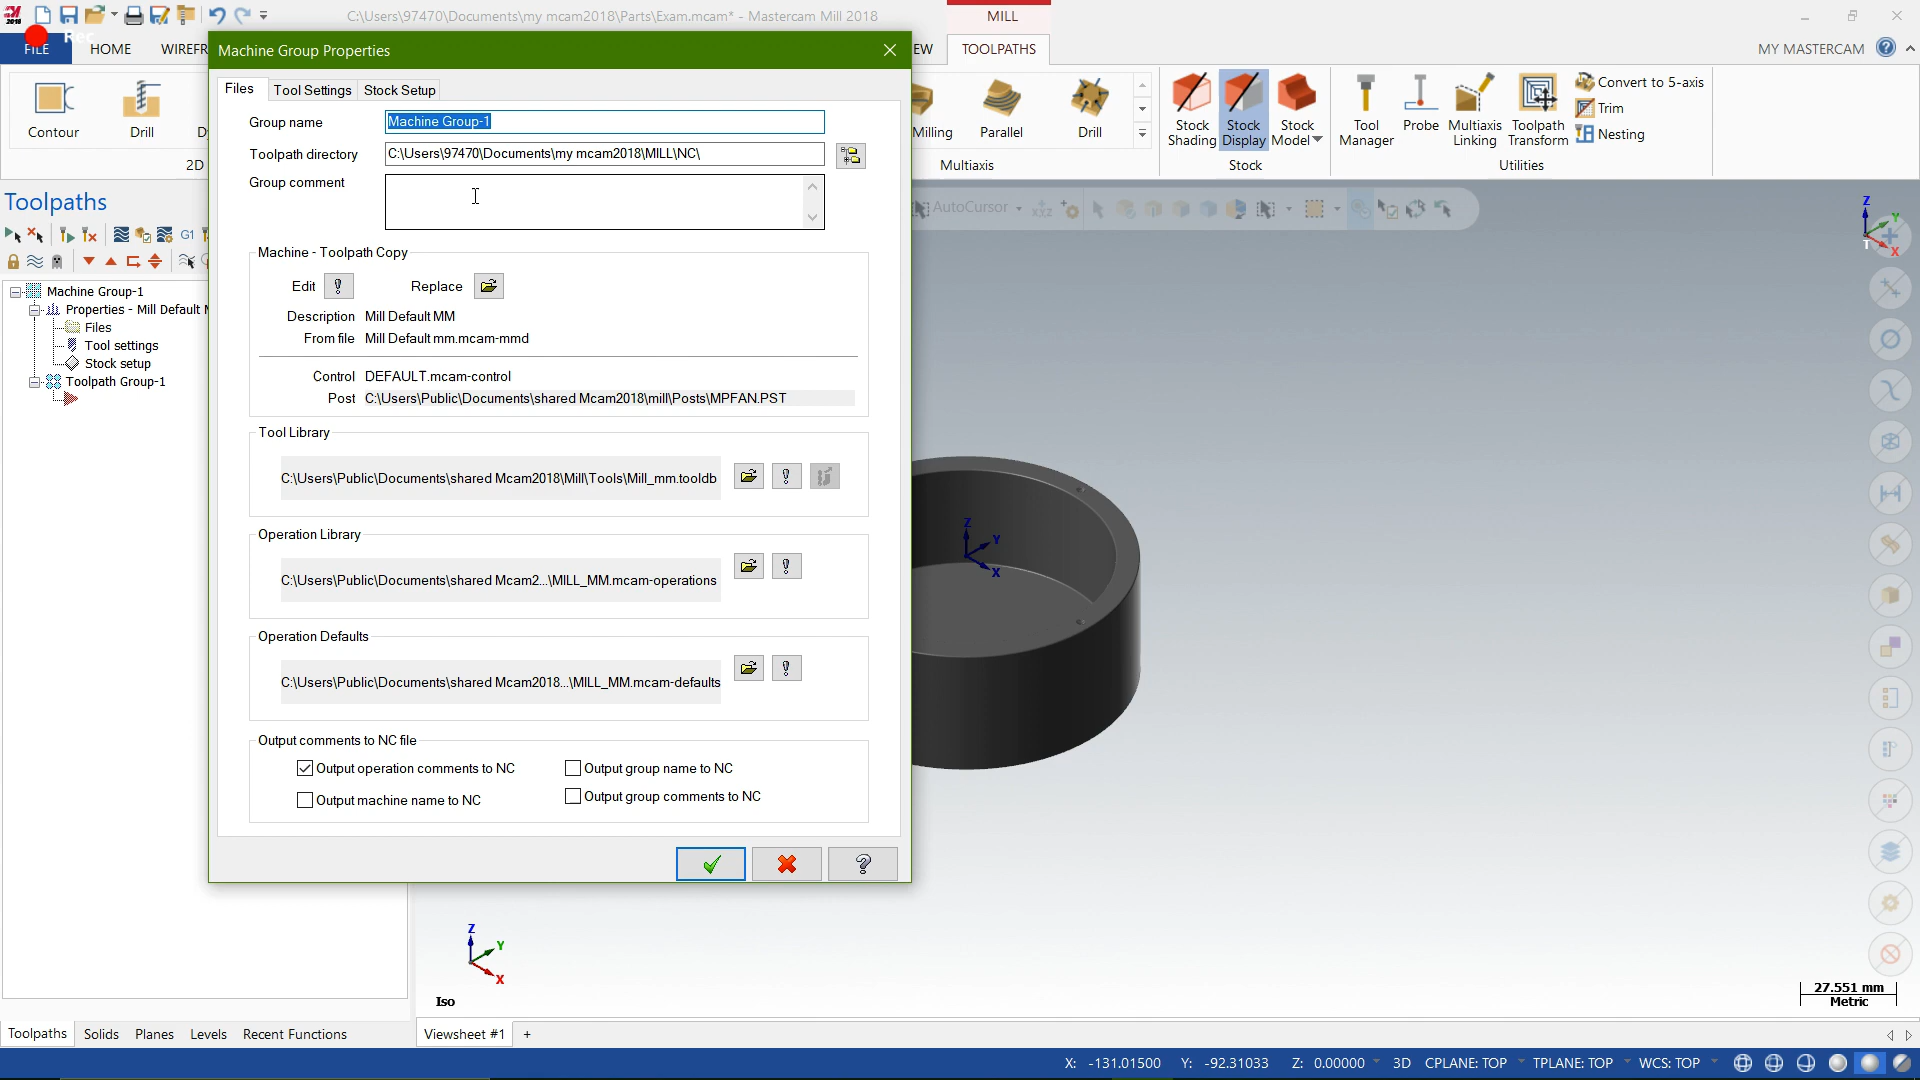 C:\Users\97470\Documents\my mcam2018\Parts\Exam.mcam* - Mastercam Mill 2018
MILL
Rec
FILE
HOME
WIREFR
EW
TOOLPATHS
MY MASTERCAM
Machine Group Properties
Files
Tool Settings
Stock Setup
Contour
Drill
2D
Milling
Parallel
Drill
Multiaxis
Stock Shading
Stock Display
Stock Model
Stock
Tool Manager
Probe
Multiaxis Linking
Toolpath Transform
Convert to 5-axis
Trim
Nesting
Utilities
Group name
Machine Group-1
Toolpath directory
C:\Users\97470\Documents\my mcam2018\MILL\NC\
Group comment
Toolpaths
G1
AutoCursor
Machine Group-1
Properties - Mill Default M
Files
Tool settings
Stock setup
Toolpath Group-1
Machine - Toolpath Copy
Edit
Replace
Description Mill Default MM
From file Mill Default mm.mcam-mmd
Control DEFAULT.mcam-control
Post C:\Users\Public\Documents\shared Mcam2018\mill\Posts\MPFAN.PST
Tool Library
C:\Users\Public\Documents\shared Mcam2018\Mill\Tools\Mill_mm.tooldb
Operation Library
C:\Users\Public\Documents\shared Mcam2...\MILL_MM.mcam-operations
Operation Defaults
C:\Users\Public\Documents\shared Mcam2018...\MILL_MM.mcam-defaults
Output comments to NC file
Output operation comments to NC
Output group name to NC
Output machine name to NC
Output group comments to NC
Z
Y
X
T
Z
Y
X
Z
Y
X
Iso
27.551 mm
Metric
Toolpaths
Solids
Planes
Levels
Recent Functions
Viewsheet #1
+
X: -131.01500
Y: -92.31033
Z: 0.00000
3D
CPLANE: TOP
TPLANE: TOP
WCS: TOP